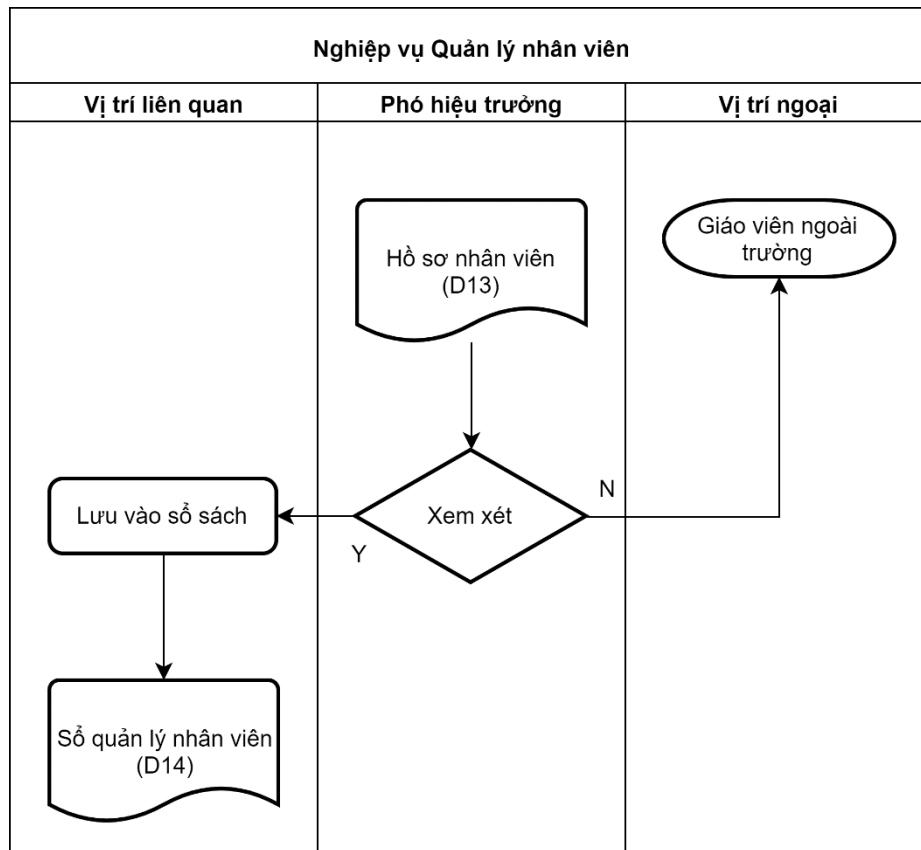 Nghiệp vụ Quản lý nhân viên
Vị trí liên quan
Phó hiệu trưởng
Vị trí ngoại
Hồ sơ nhân viên
(D13)
Giáo viên ngoài
trường
Lưu vào sổ sách
Xem xét
N
Y
Sổ quản lý nhân viên
(D14)